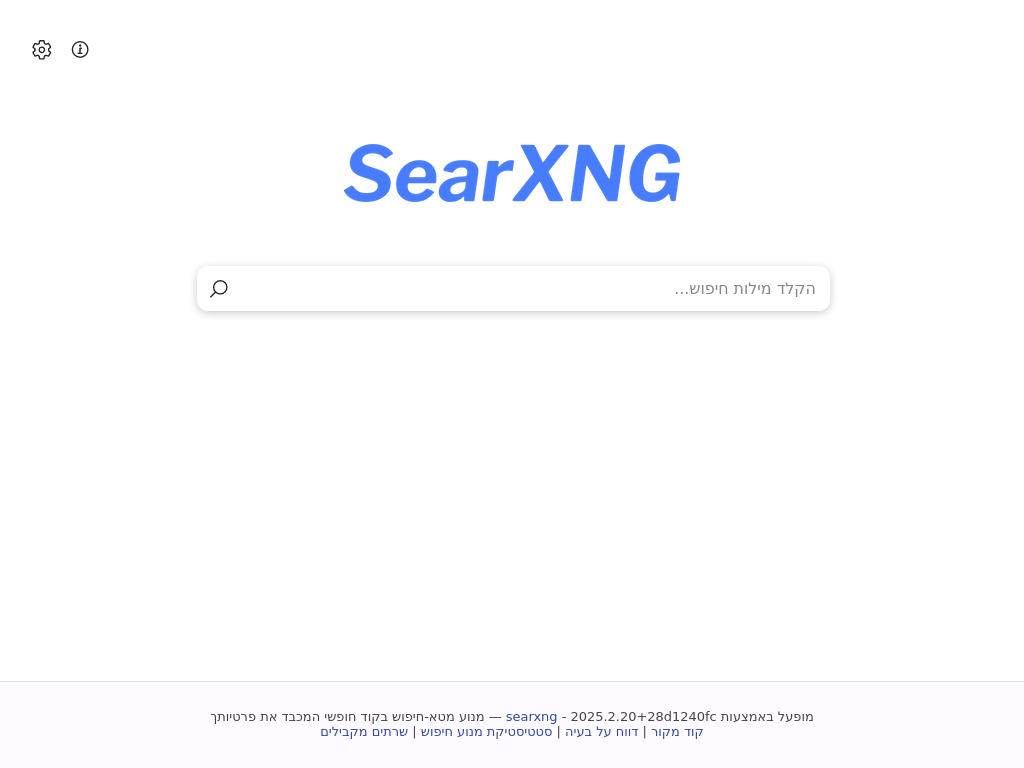 SearXNG
הקלד מילות חיפוש...
מופעל באמצעות searxng - 2025.2.20+28d1240fc — מנוע מטא-חיפוש בקוד חופשי המכבד את פרטיותך
קוד מקור | דווח על בעיה | סטטיסטיקת מנוע חיפוש | שרתים מקבילים